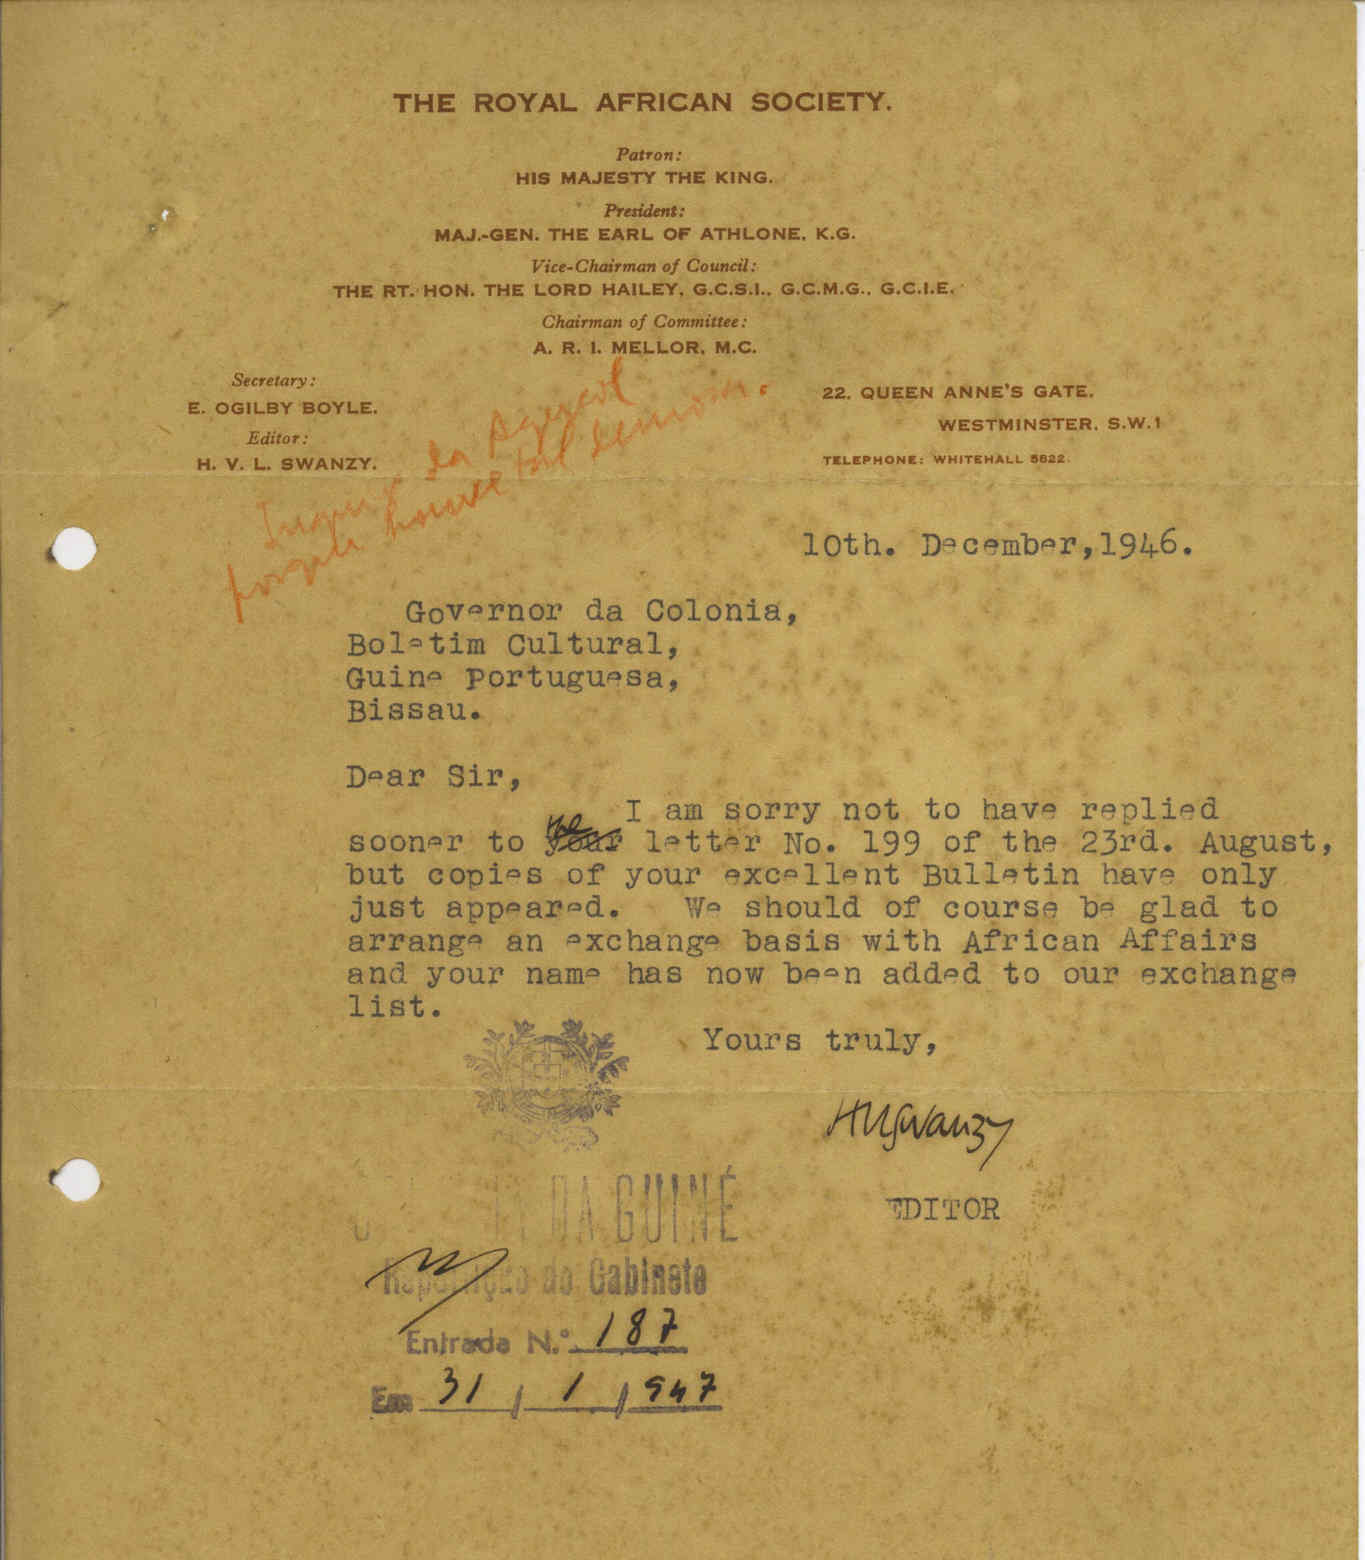 THE ROYAL AFRICAN SOCIETY.
Patron:
HIS MAJESTY THE KING.
President:
MAJ.-GEN. THE EARL OF ATHLONE, K.G.
Vice-Chairman of Council:
THE RT. HON. THE LORD HAILEY, G.C.S.I., G.C.M.G., G.C.I.E.
Chairman of Committee:
A. R. I. MELLOR, M.C.
Secretary:
E. OGILBY BOYLE.
Editor:
H. V. L. SWANZY.
22, QUEEN ANNE'S GATE,
WESTMINSTER, S.W.1
TELEPHONE: WHITEHALL 5822.
houve tal
10th. December,1946.
Governor da Colonia,
Boletim Cultural,
Guine Portuguesa,
Bissau.
Dear Sir,
I am sorry not to have replied
sooner to letter No. 199 of the 23rd. August,
but copies of your excellent Bulletin have only
just appeared. We should of course be glad to
arrange an exchange basis with African Affairs
and your name has now been added to our exchange
list.
Yours truly,
HVLSwanzy
EDITOR
DA GUINÉ
Repartição do Gabinete
Entrada N.º 187
Em 31 / 1 / 947